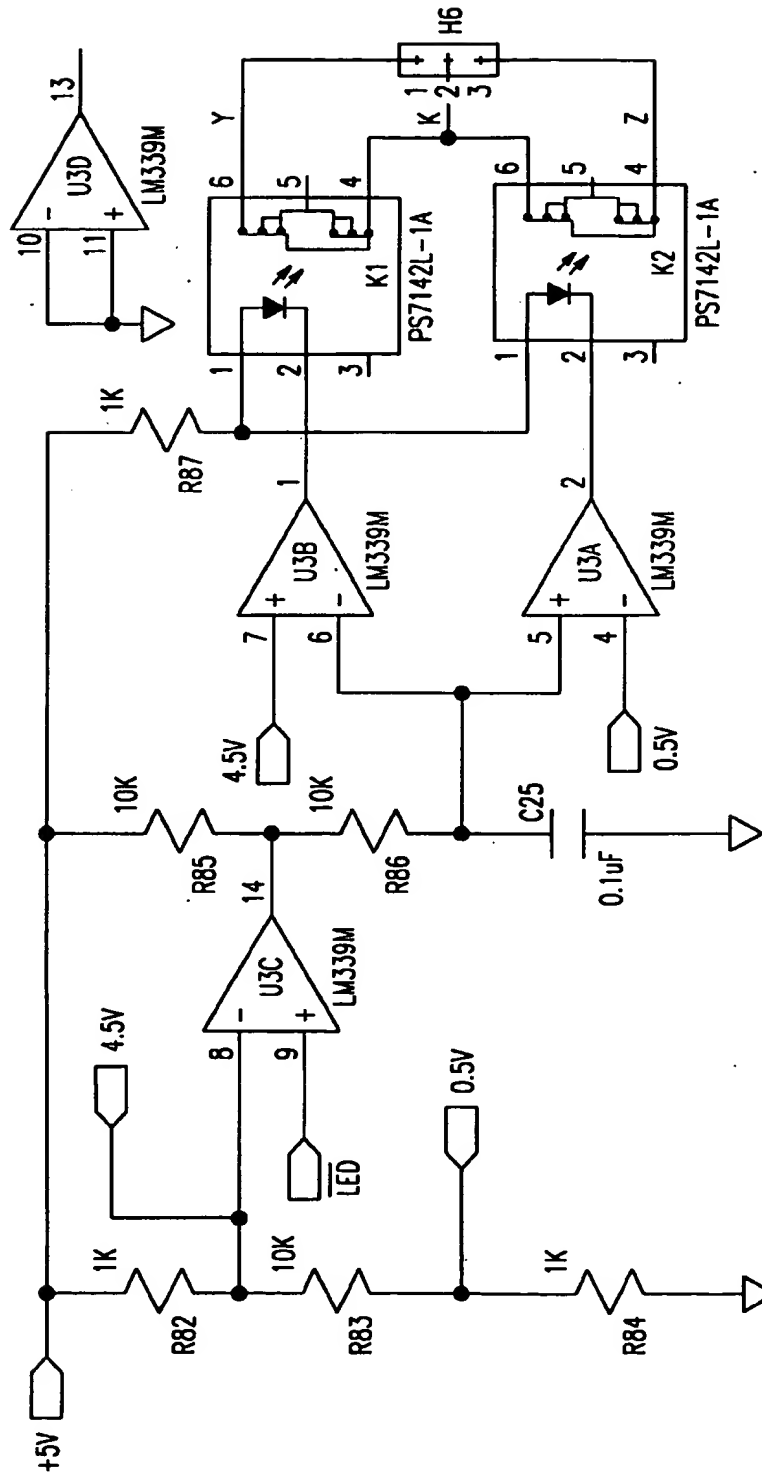 +5V
1K
R82
10K
R83
1K
R84
4.5V
0.5V
8
9
-
+
U3C
LM339M
14
LED
10K
R85
10K
R86
C25
0.1uF
4.5V
7
6
+
-
U3B
LM339M
1
0.5V
5
4
+
-
U3A
LM339M
2
1K
R87
10
11
-
+
U3D
LM339M
13
1
2
3
6
5
4
K1
PS7142L-1A
1
2
3
6
5
4
K2
PS7142L-1A
Y
K
Z
1
2
3
H6